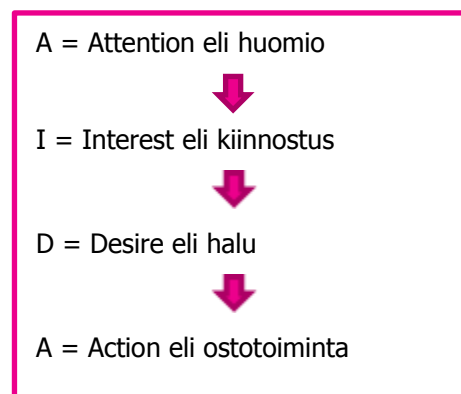 A = Attention eli huomio
I = Interest eli kiinnostus
D = Desire eli halu
A = Action eli ostotoiminta